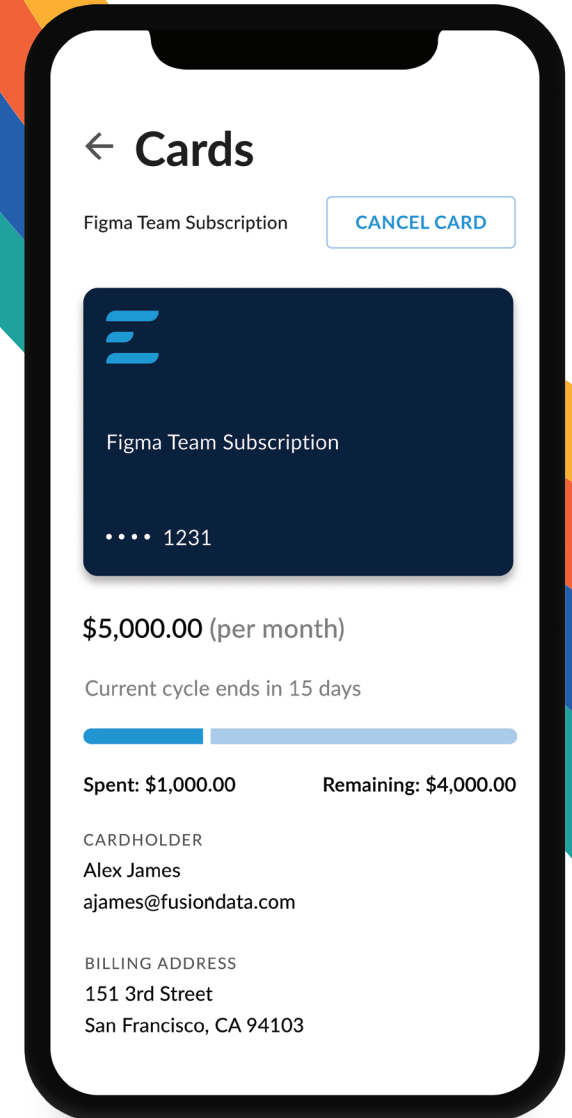 Cards
Figma Team Subscription
CANCEL CARD
Figma Team Subscription
•••• 1231
$5,000.00 (per month)
Current cycle ends in 15 days
Spent: $1,000.00
Remaining: $4,000.00
CARDHOLDER
Alex James
ajames@fusiondata.com
BILLING ADDRESS
151 3rd Street
San Francisco, CA 94103